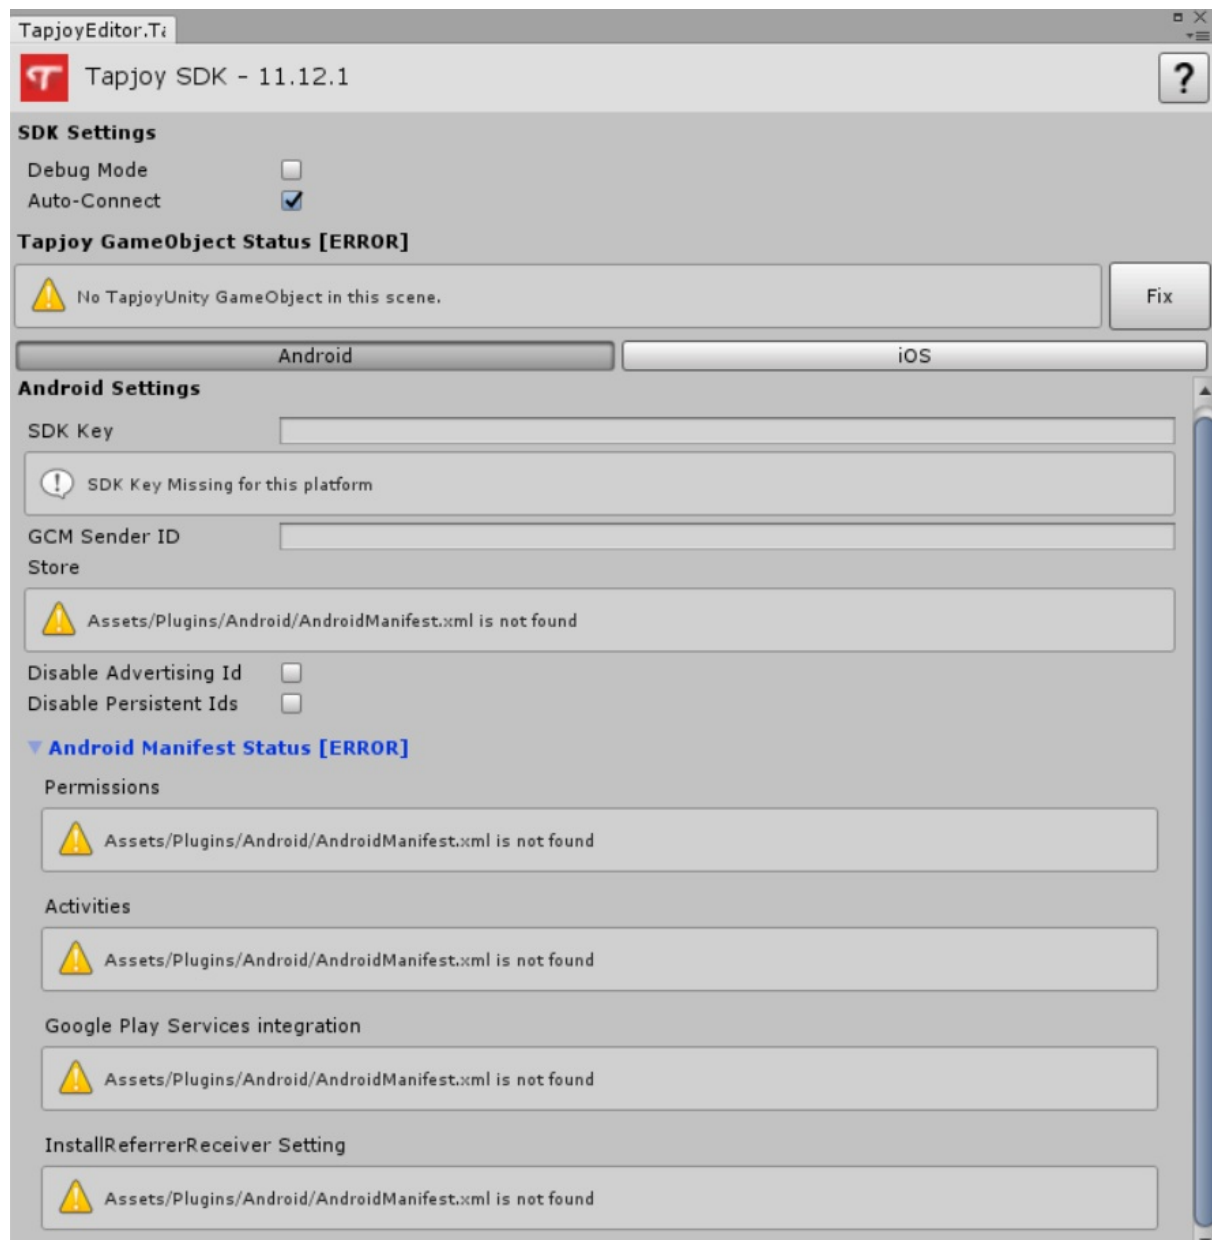 TapjoyEditor.Ta
Tapjoy SDK - 11.12.1
?
SDK Settings
Debug Mode
Auto-Connect
Tapjoy GameObject Status [ERROR]
No TapjoyUnity GameObject in this scene.
Fix
Android
iOS
Android Settings
SDK Key
SDK Key Missing for this platform
GCM Sender ID
Store
Assets/Plugins/Android/AndroidManifest.xml is not found
Disable Advertising Id
Disable Persistent Ids
Android Manifest Status [ERROR]
Permissions
Assets/Plugins/Android/AndroidManifest.xml is not found
Activities
Assets/Plugins/Android/AndroidManifest.xml is not found
Google Play Services integration
Assets/Plugins/Android/AndroidManifest.xml is not found
InstallReferrerReceiver Setting
Assets/Plugins/Android/AndroidManifest.xml is not found